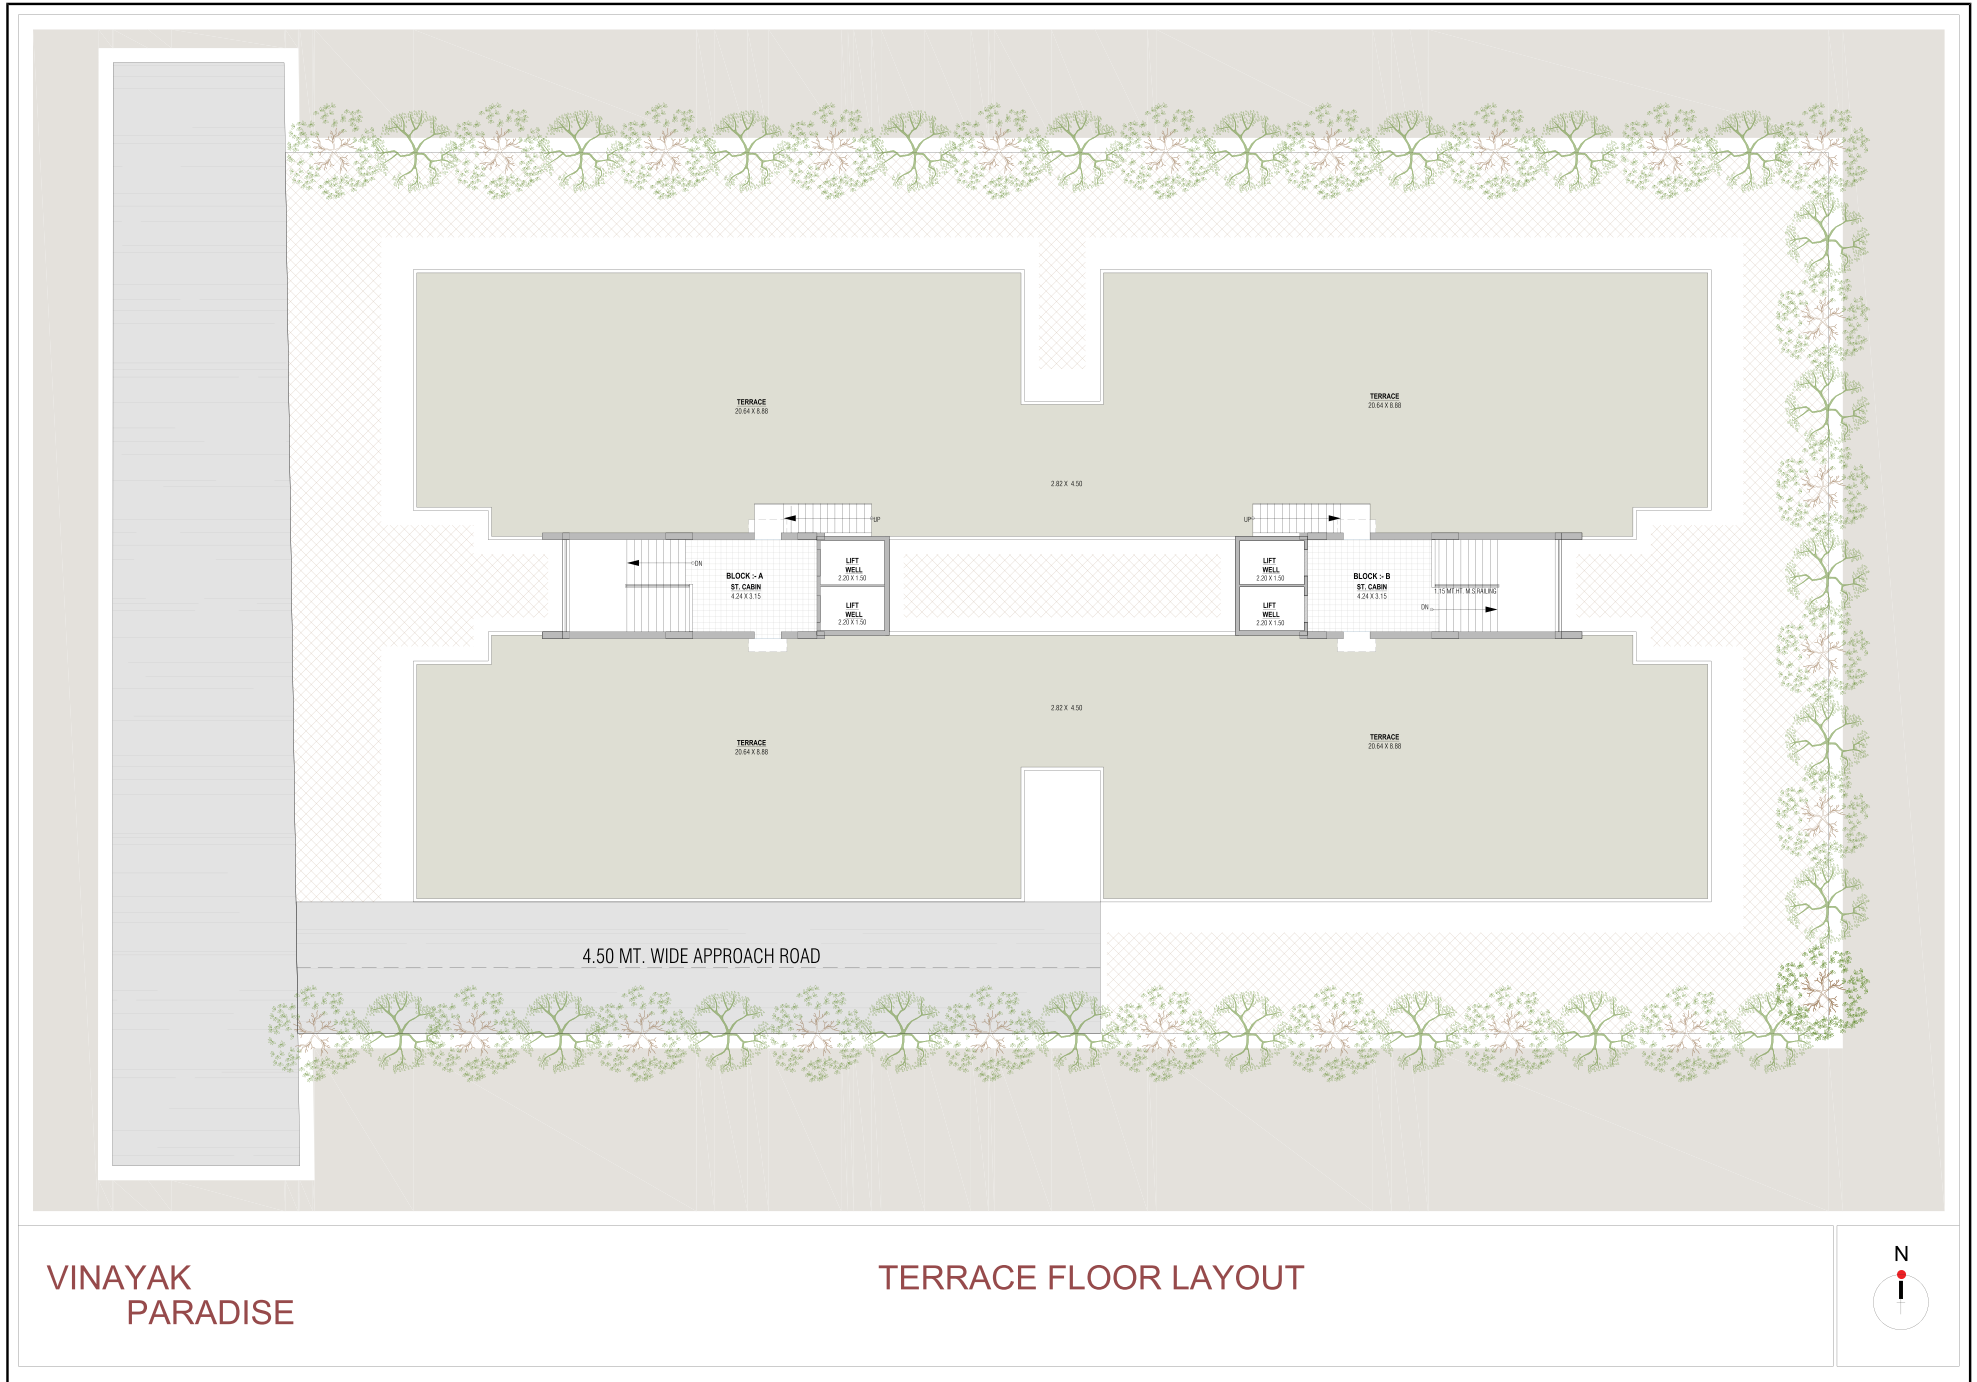 TERRACE
20.64 X 8.88
TERRACE
20.64 X 8.88
2.82 X 4.50
UP
UP
DN
BLOCK :- A
ST. CABIN
4.24 X 3.15
LIFT
WELL
2.20 X 1.50
LIFT
WELL
2.20 X 1.50
LIFT
WELL
2.20 X 1.50
LIFT
WELL
2.20 X 1.50
BLOCK :- B
ST. CABIN
4.24 X 3.15
1.15 MT. HT. M.S.RAILING
DN
2.82 X 4.50
TERRACE
20.64 X 8.88
TERRACE
20.64 X 8.88
4.50 MT. WIDE APPROACH ROAD
VINAYAK
PARADISE
TERRACE FLOOR LAYOUT
N